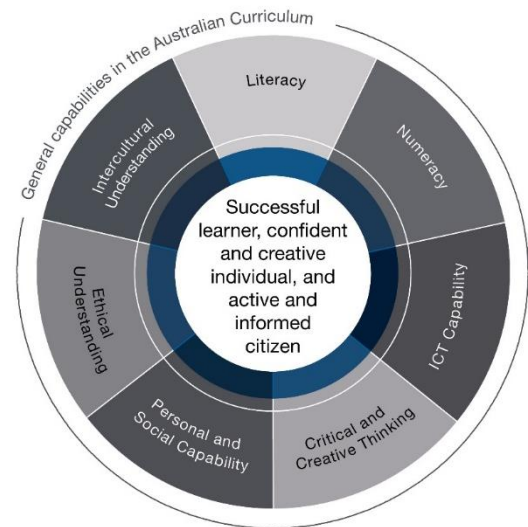 General capabilities in the Australian Curriculum
Literacy
Numeracy
ICT Capability
Critical and
Creative Thinking
Personal and
Social Capability
Ethical
Understanding
Intercultural
Understanding
Successful
learner, confident
and creative
individual, and
active and
informed
citizen